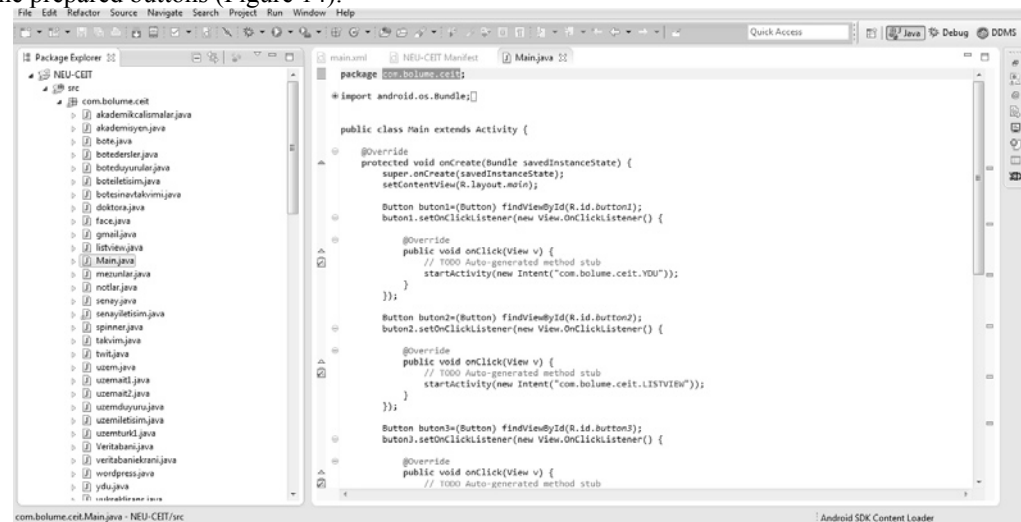 ne prepared buttons (Figure 14).
File Edit Refactor Source Navigate Search Project Run Window Help
Quick Access
Java
Debug
DDMS
Package Explorer
NEU-CEIT
src
com.bolume.ceit
akademikcalismalar.java
akademisyen.java
bote.java
botedersler.java
boteduyurular.java
boteiletisim.java
botesinavtakvimi.java
doktora.java
face.java
gmail.java
listview.java
Main.java
mezunlar.java
notlar.java
senay.java
senayiletisim.java
spinner.java
takvim.java
twit.java
uzem.java
uzemait1.java
uzemait2.java
uzemduyuru.java
uzemiletisim.java
uzemturk1.java
Veritabani.java
veritabaniekrani.java
wordpress.java
ydu.java
main.xml
NEU-CEIT Manifest
Main.java
package com.bolume.ceit;
import android.os.Bundle;
public class Main extends Activity {
@Override
protected void onCreate(Bundle savedInstanceState) {
super.onCreate(savedInstanceState);
setContentView(R.layout.main);
Button buton1=(Button) findViewById(R.id.button1);
buton1.setOnClickListener(new View.OnClickListener() {
@Override
public void onClick(View v) {
// TODO Auto-generated method stub
startActivity(new Intent("com.bolume.ceit.YDU"));
}
});
Button buton2=(Button) findViewById(R.id.button2);
buton2.setOnClickListener(new View.OnClickListener() {
@Override
public void onClick(View v) {
// TODO Auto-generated method stub
startActivity(new Intent("com.bolume.ceit.LISTVIEW"));
}
});
Button buton3=(Button) findViewById(R.id.button3);
buton3.setOnClickListener(new View.OnClickListener() {
@Override
public void onClick(View v) {
// TODO Auto-generated method stub
com.bolume.ceit.Main.java - NEU-CEIT/src
Android SDK Content Loader